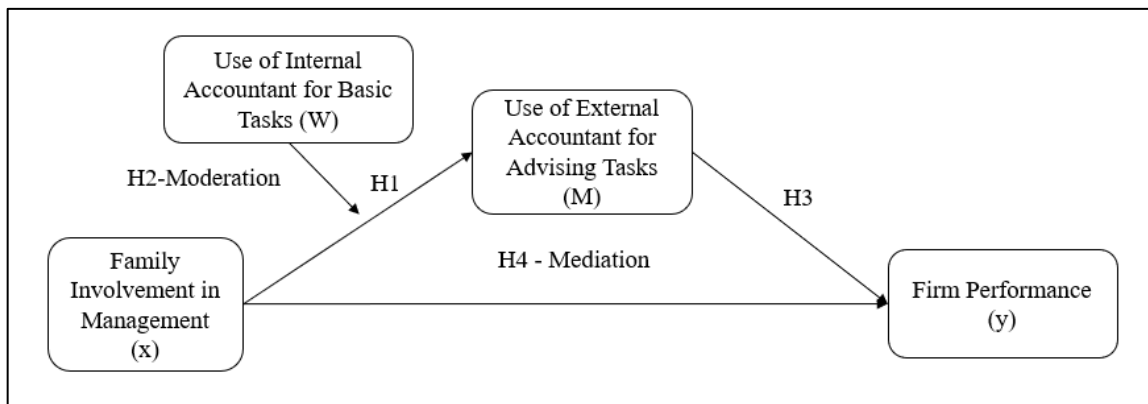 Use of Internal
Accountant for Basic
Tasks (W)
Use of External
Accountant for
Advising Tasks
(M)
H2-Moderation
H1
H3
H4 - Mediation
Family
Involvement in
Management
(x)
Firm Performance
(y)